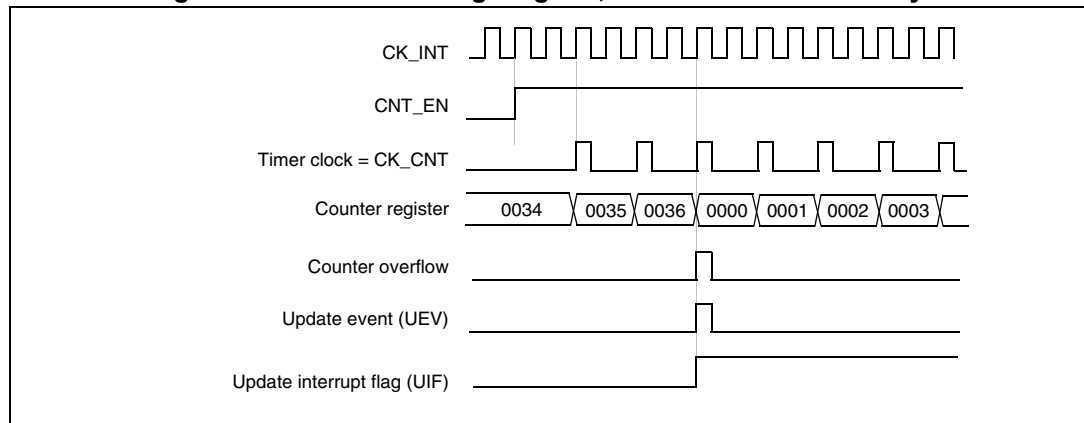 CK_INT
CNT_EN
Timer clock = CK_CNT
Counter register 0034 0035 0036 0000 0001 0002 0003
Counter overflow
Update event (UEV)
Update interrupt flag (UIF)